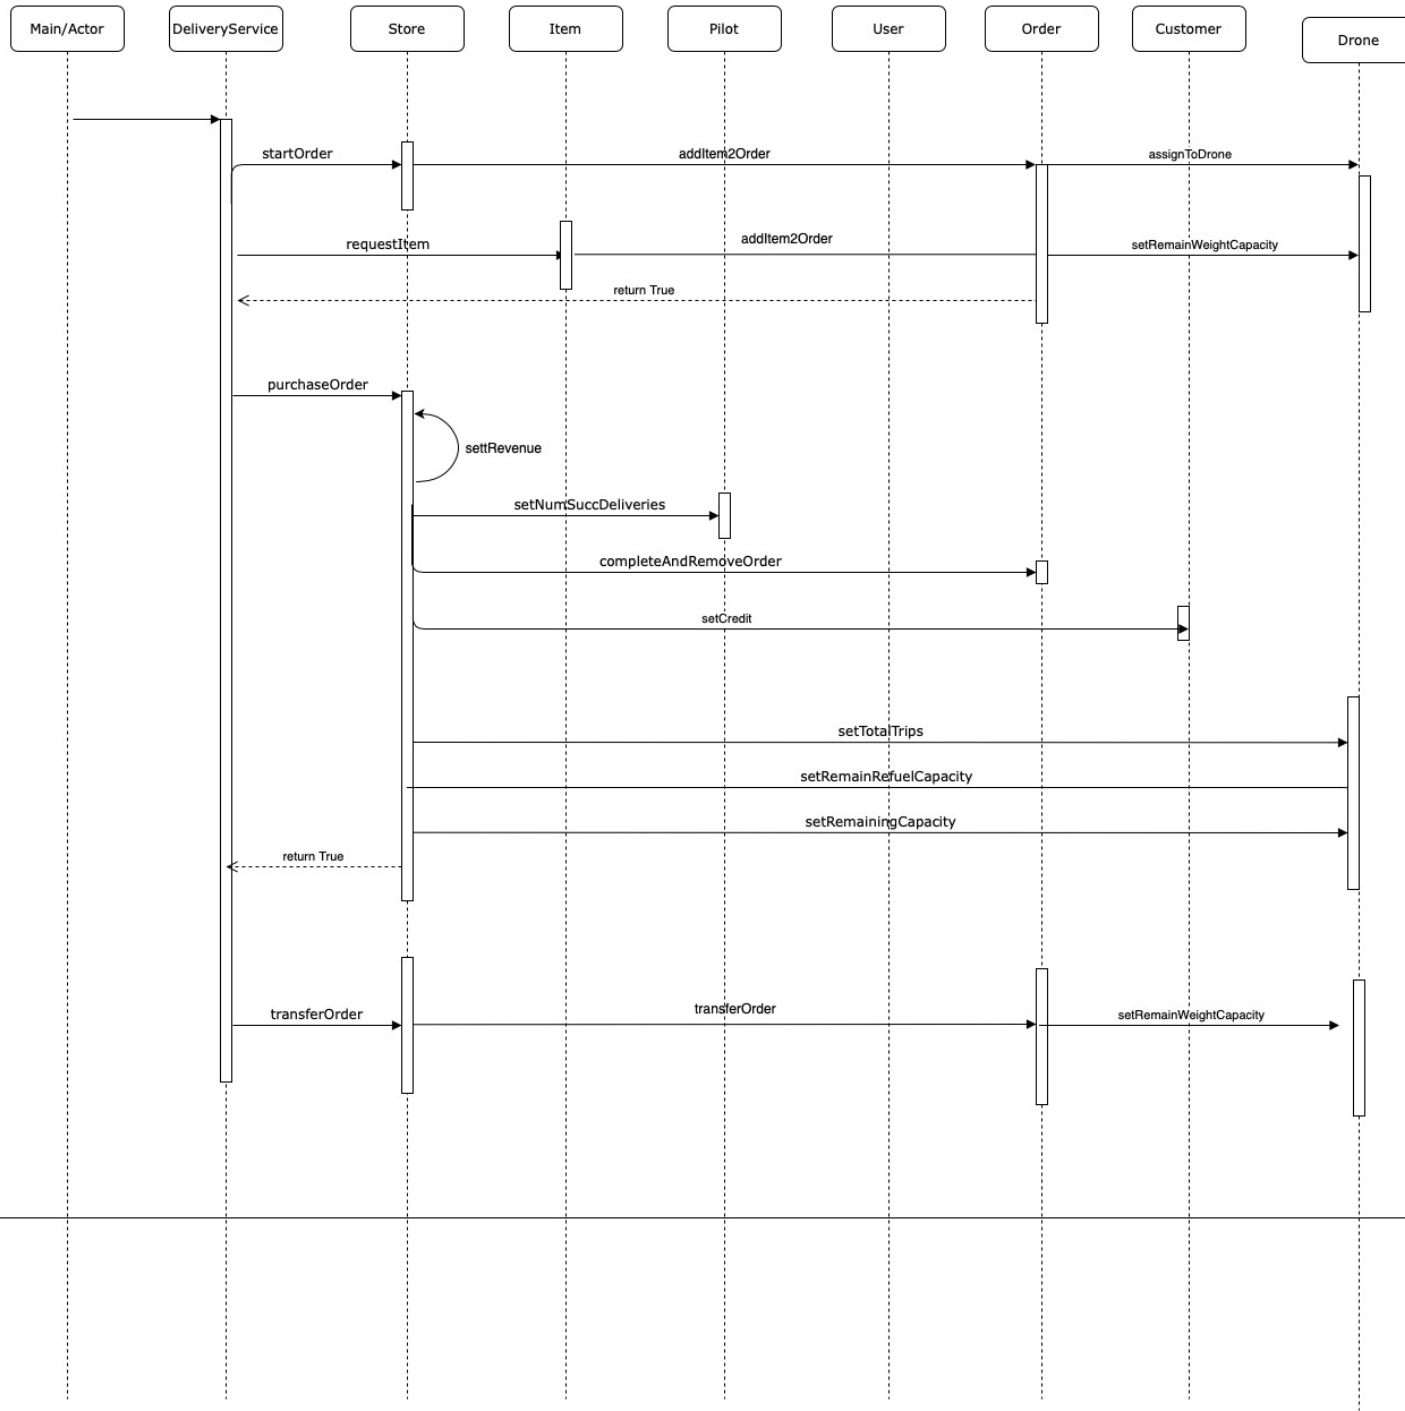 Main/Actor
DeliveryService
Store
Item
Pilot
User
Order
Customer
Drone
startOrder
addItem2Order
assignToDrone
requestItem
addItem2Order
setRemainWeightCapacity
return True
purchaseOrder
settRevenue
setNumSuccDeliveries
completeAndRemoveOrder
setCredit
setTotalTrips
setRemainRefuelCapacity
setRemainingCapacity
return True
transferOrder
transferOrder
setRemainWeightCapacity